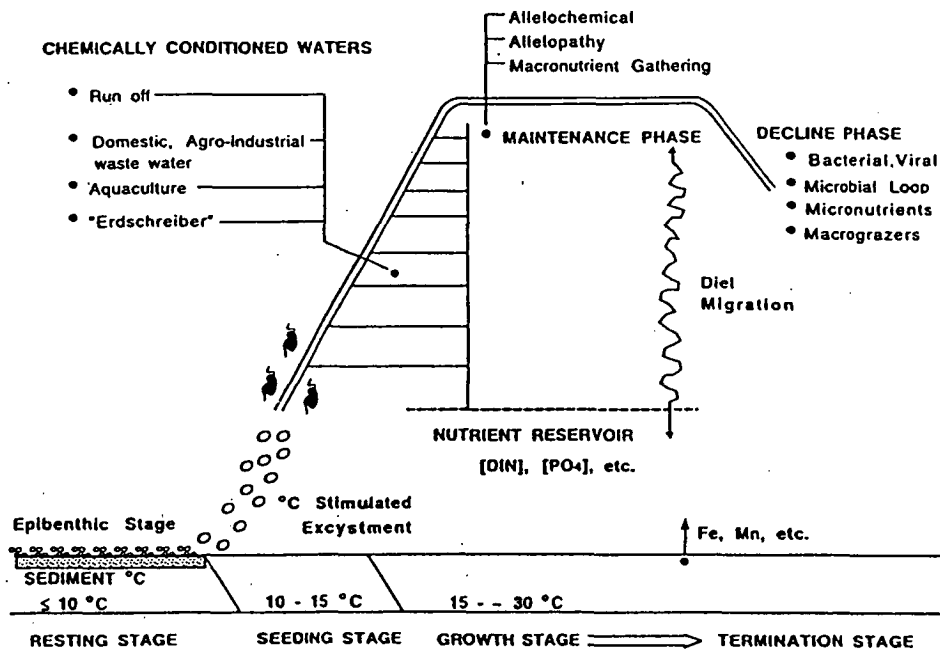 Allelochemical
Allelopathy
Macronutrient Gathering
CHEMICALLY CONDITIONED WATERS
• Run off
• Domestic, Agro-industrial
waste water
• Aquaculture
• "Erdschreiber"
MAINTENANCE PHASE
DECLINE PHASE
• Bacterial, Viral
• Microbial Loop
• Micronutrients
• Macrograzers
Diel
Migration
NUTRIENT RESERVOIR
[DIN], [PO₄], etc.
°C Stimulated
Excystment
Epibenthic Stage
Fe, Mn, etc.
SEDIMENT °C
≤ 10 °C
10 - 15 °C
15 - ~ 30 °C
RESTING STAGE
SEEDING STAGE
GROWTH STAGE
TERMINATION STAGE